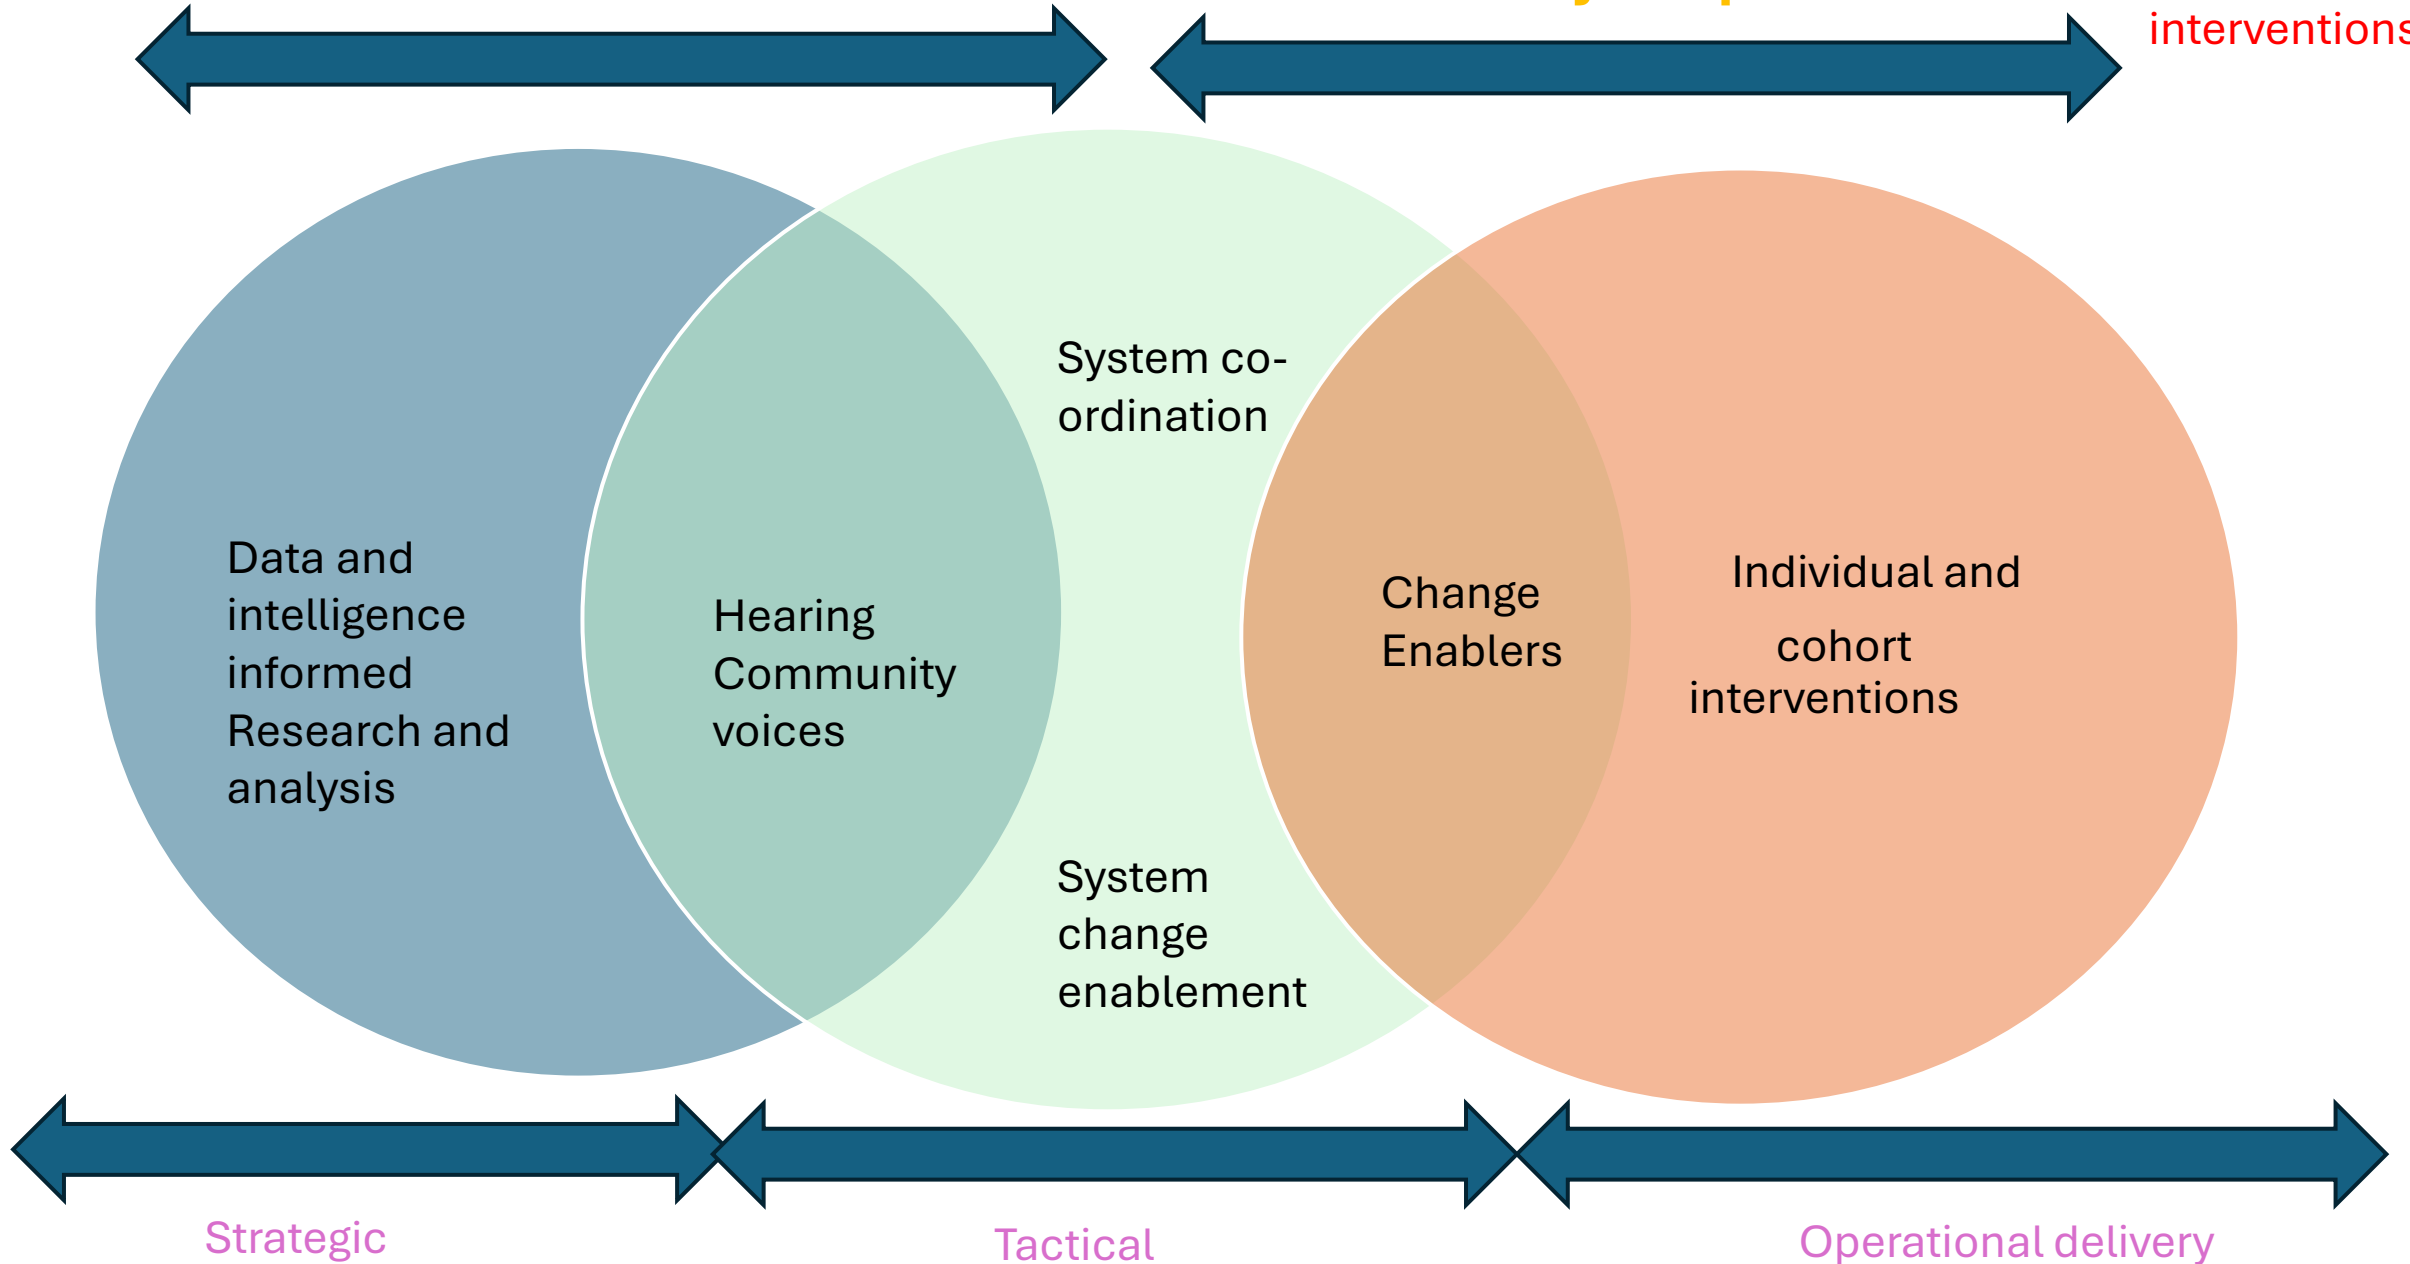 interventions
System co-
ordination
Data and
intelligence
informed
Research and
analysis
Hearing
Community
voices
Change
Enablers
Individual and
cohort
interventions
System
change
enablement
Strategic
Tactical
Operational delivery